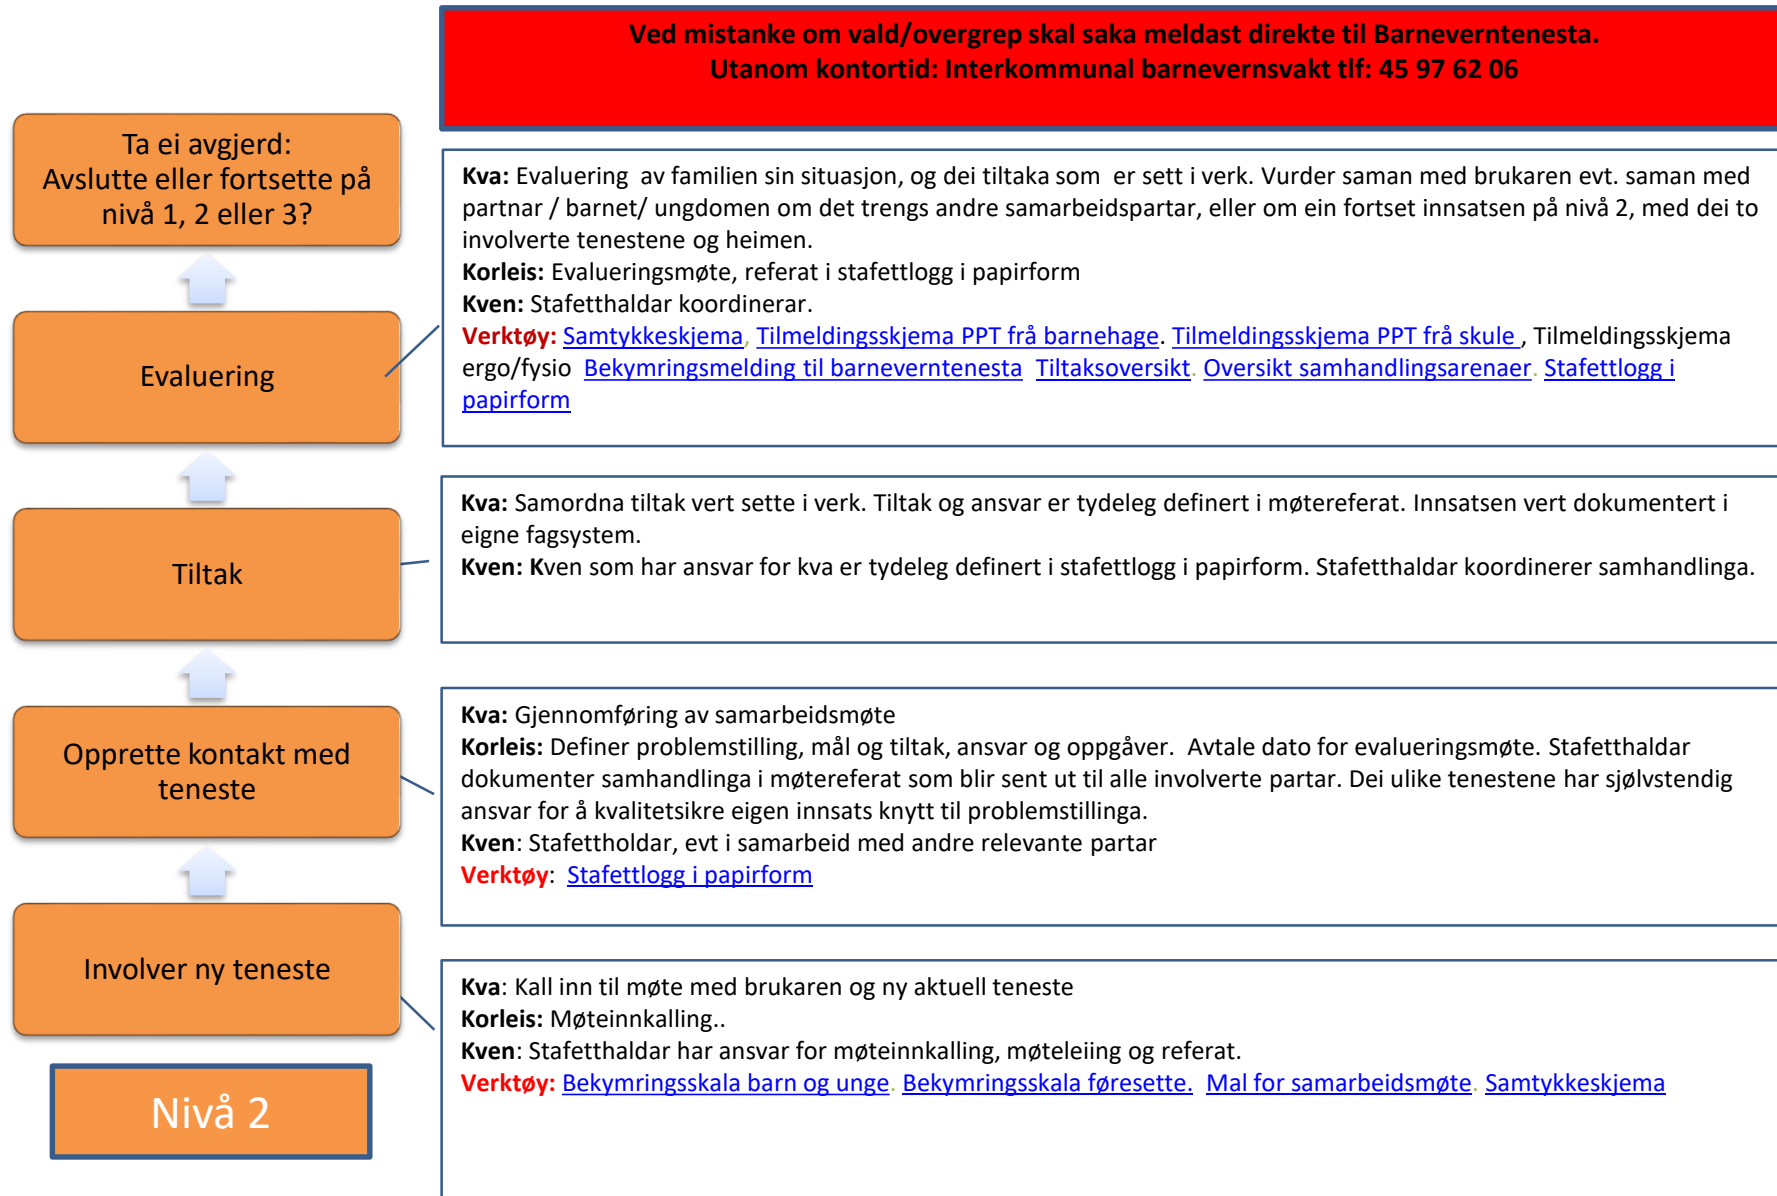 Ved mistanke om vald/overgrep skal saka meldast direkte til Barneverntenesta.
Utanom kontortid: Interkommunal barnevernsvakt tlf: 45 97 62 06
Ta ei avgjerd:
Avslutte eller fortsette på
nivå 1, 2 eller 3?
Kva: Evaluering av familien sin situasjon, og dei tiltaka som er sett i verk. Vurder saman med brukaren evt. saman med
partnar / barnet/ ungdomen om det trengs andre samarbeidspartar, eller om ein fortset innsatsen på nivå 2, med dei to
involverte tenestene og heimen.
Korleis: Evalueringsmøte, referat i stafettlogg i papirform
Kven: Stafetthaldar koordinerar.
Verktøy: Samtykkeskjema, Tilmeldingsskjema PPT frå barnehage. Tilmeldingsskjema PPT frå skule , Tilmeldingsskjema
ergo/fysio Bekymringsmelding til barneverntenesta Tiltaksoversikt. Oversikt samhandlingsarenaer. Stafettlogg i
papirform
Evaluering
Kva: Samordna tiltak vert sette i verk. Tiltak og ansvar er tydeleg definert i møtereferat. Innsatsen vert dokumentert i
eigne fagsystem.
Kven: Kven som har ansvar for kva er tydeleg definert i stafettlogg i papirform. Stafetthaldar koordinerer samhandlinga.
Tiltak
Kva: Gjennomføring av samarbeidsmøte
Korleis: Definer problemstilling, mål og tiltak, ansvar og oppgåver. Avtale dato for evalueringsmøte. Stafetthaldar
dokumenter samhandlinga i møtereferat som blir sent ut til alle involverte partar. Dei ulike tenestene har sjølvstendig
ansvar for å kvalitetsikre eigen innsats knytt til problemstillinga.
Kven: Stafettholdar, evt i samarbeid med andre relevante partar
Verktøy: Stafettlogg i papirform
Opprette kontakt med
teneste
Kva: Kall inn til møte med brukaren og ny aktuell teneste
Korleis: Møteinnkalling..
Kven: Stafetthaldar har ansvar for møteinnkalling, møteleiing og referat.
Verktøy: Bekymringsskala barn og unge. Bekymringsskala føresette. Mal for samarbeidsmøte. Samtykkeskjema
Involver ny teneste
Nivå 2